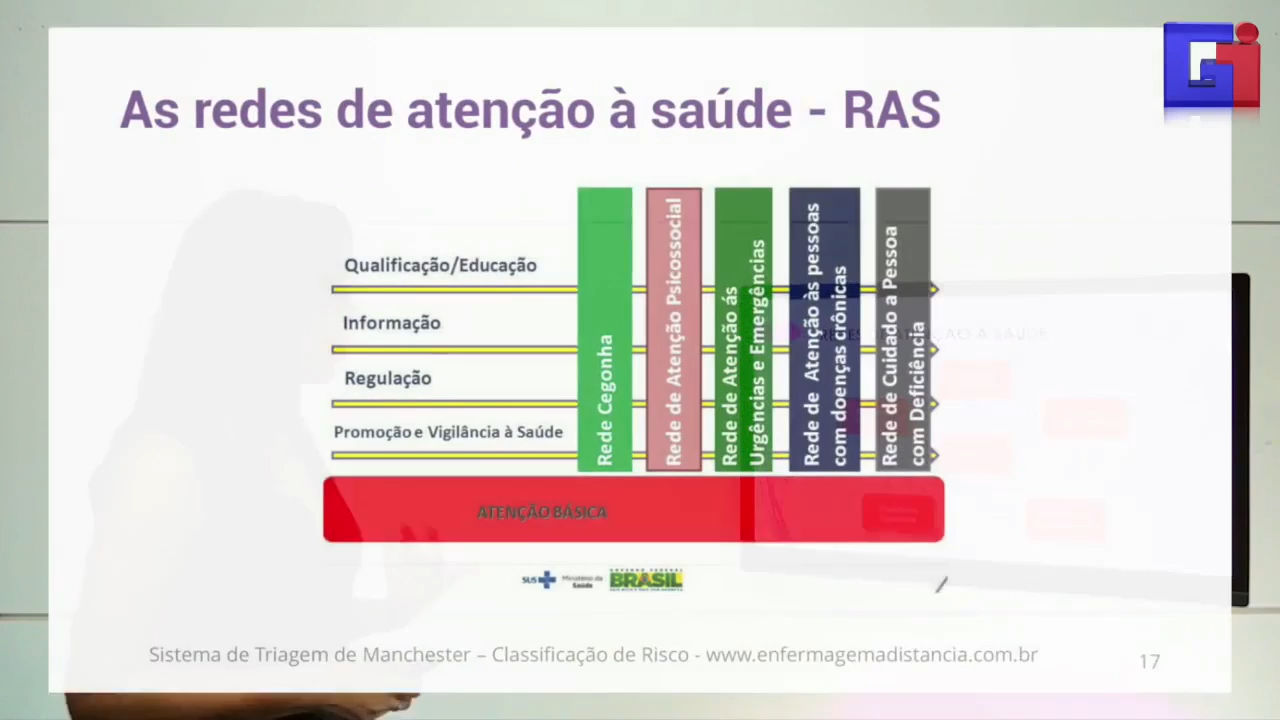 As redes de atenção à saúde - RAS
Qualificação/Educação
Informação
Regulação
Promoção e Vigilância à Saúde
Rede Cegonha
Rede de Atenção Psicossocial
Rede de Atenção ás
Urgências e Emergências
Rede de Atenção às pessoas
com doenças crônicas
Rede de Cuidado a Pessoa
com Deficiência
ATENÇÃO BÁSICA
SUS
Ministério da
Saúde
BRASIL
Sistema de Triagem de Manchester – Classificação de Risco - www.enfermagemadistancia.com.br
17